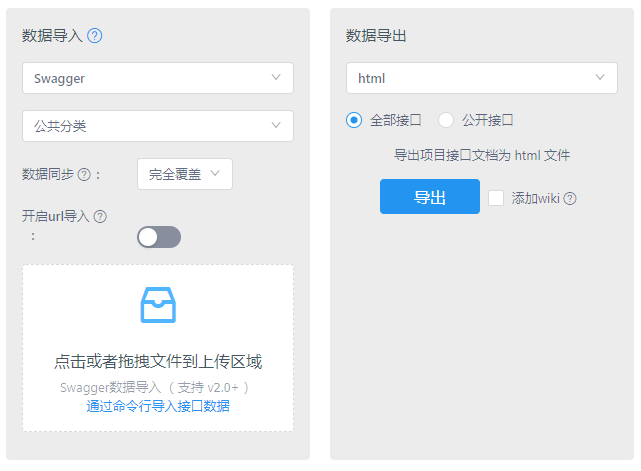 数据导入
Swagger
公共分类
数据同步 : 完全覆盖
开启url导入
:
点击或者拖拽文件到上传区域
Swagger数据导入 （ 支持 v2.0+ ）
通过命令行导入接口数据
数据导出
html
全部接口 公开接口
导出项目接口文档为 html 文件
导出 添加wiki